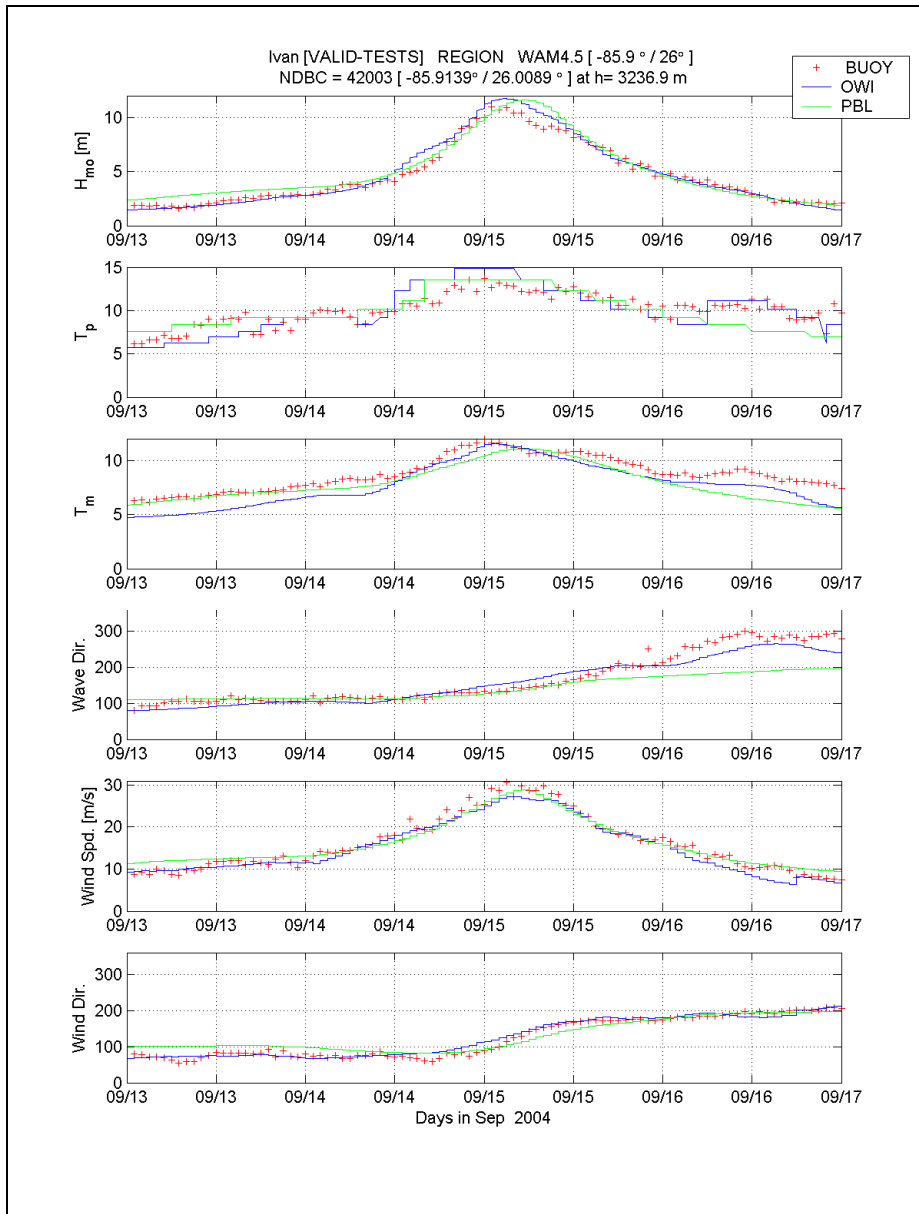 Ivan [VALID-TESTS] REGION WAM4.5 [ -85.9 ° / 26° ]
NDBC = 42003 [ -85.9139° / 26.0089 ° ] at h= 3236.9 m
BUOY
OWI
PBL
Hmo [m]
10
5
0
09/13 09/13 09/14 09/14 09/15 09/15 09/16 09/16 09/17
Tp
15
10
5
0
09/13 09/13 09/14 09/14 09/15 09/15 09/16 09/16 09/17
Tm
10
5
0
09/13 09/13 09/14 09/14 09/15 09/15 09/16 09/16 09/17
Wave Dir.
300
200
100
0
09/13 09/13 09/14 09/14 09/15 09/15 09/16 09/16 09/17
Wind Spd. [m/s]
30
20
10
0
09/13 09/13 09/14 09/14 09/15 09/15 09/16 09/16 09/17
Wind Dir.
300
200
100
0
09/13 09/13 09/14 09/14 09/15 09/15 09/16 09/16 09/17
Days in Sep 2004